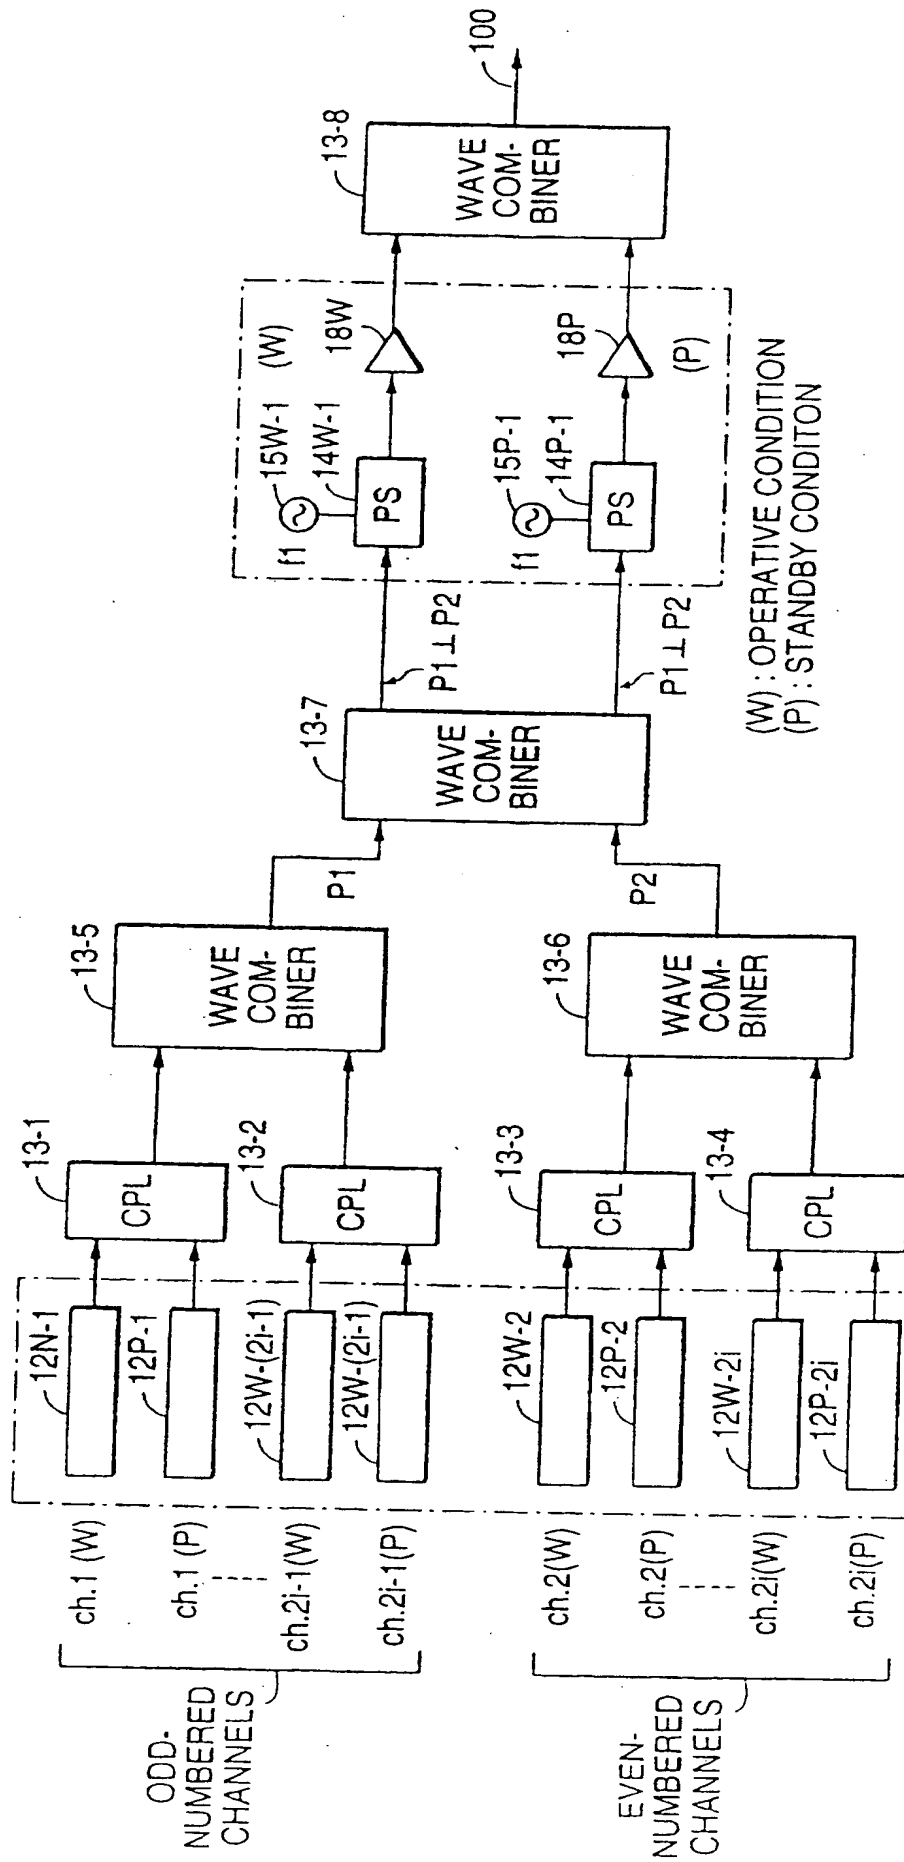 ODD-
NUMBERED
CHANNELS
ch.1 (W)
ch.1 (P)
ch.2i-1(W)
ch.2i-1(P)
EVEN-
NUMBERED
CHANNELS
ch.2(W)
ch.2(P)
ch.2i(W)
ch.2i(P)
12N-1
12P-1
12W-(2i-1)
12W-(2i-1)
12W-2
12P-2
12W-2i
12P-2i
13-1
CPL
13-2
CPL
13-3
CPL
13-4
CPL
13-5
WAVE
COM-
BINER
13-6
WAVE
COM-
BINER
P1
P2
13-7
WAVE
COM-
BINER
P1⊥P2
P1⊥P2
f1
15W-1
14W-1
PS
(W)
18W
f1
15P-1
14P-1
PS
18P
(P)
13-8
WAVE
COM-
BINER
100
(W) : OPERATIVE CONDITION
(P) : STANDBY CONDITON